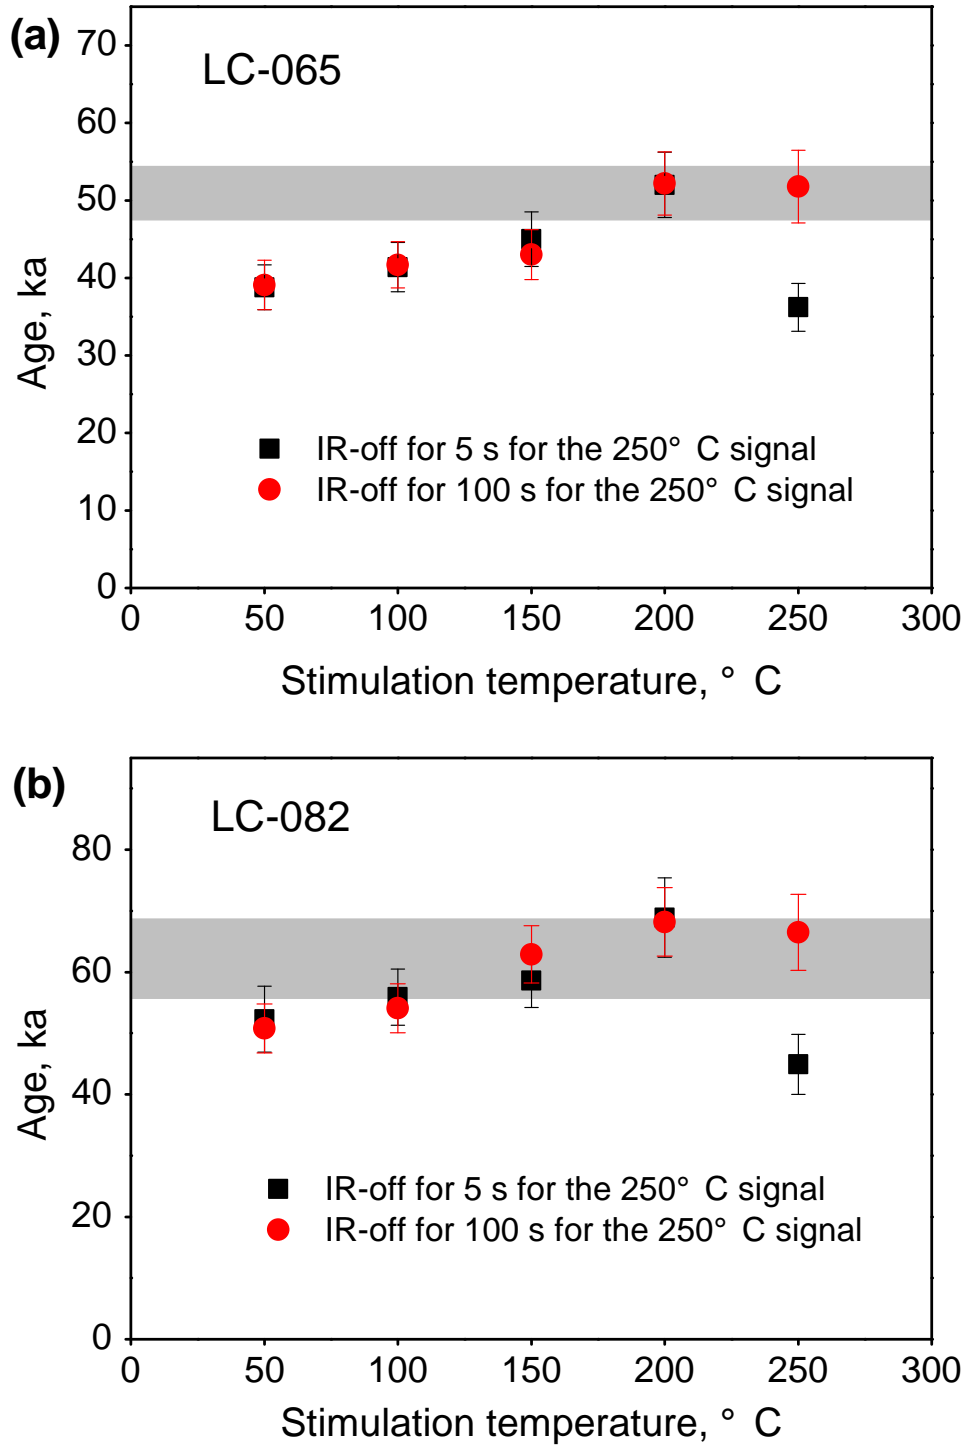 (a)
LC-065
70
60
50
40
30
20
10
0
Age, ka
IR-off for 5 s for the 250° C signal
IR-off for 100 s for the 250° C signal
0 50 100 150 200 250 300
Stimulation temperature, ° C
(b)
LC-082
80
60
40
20
0
Age, ka
IR-off for 5 s for the 250° C signal
IR-off for 100 s for the 250° C signal
0 50 100 150 200 250 300
Stimulation temperature, ° C